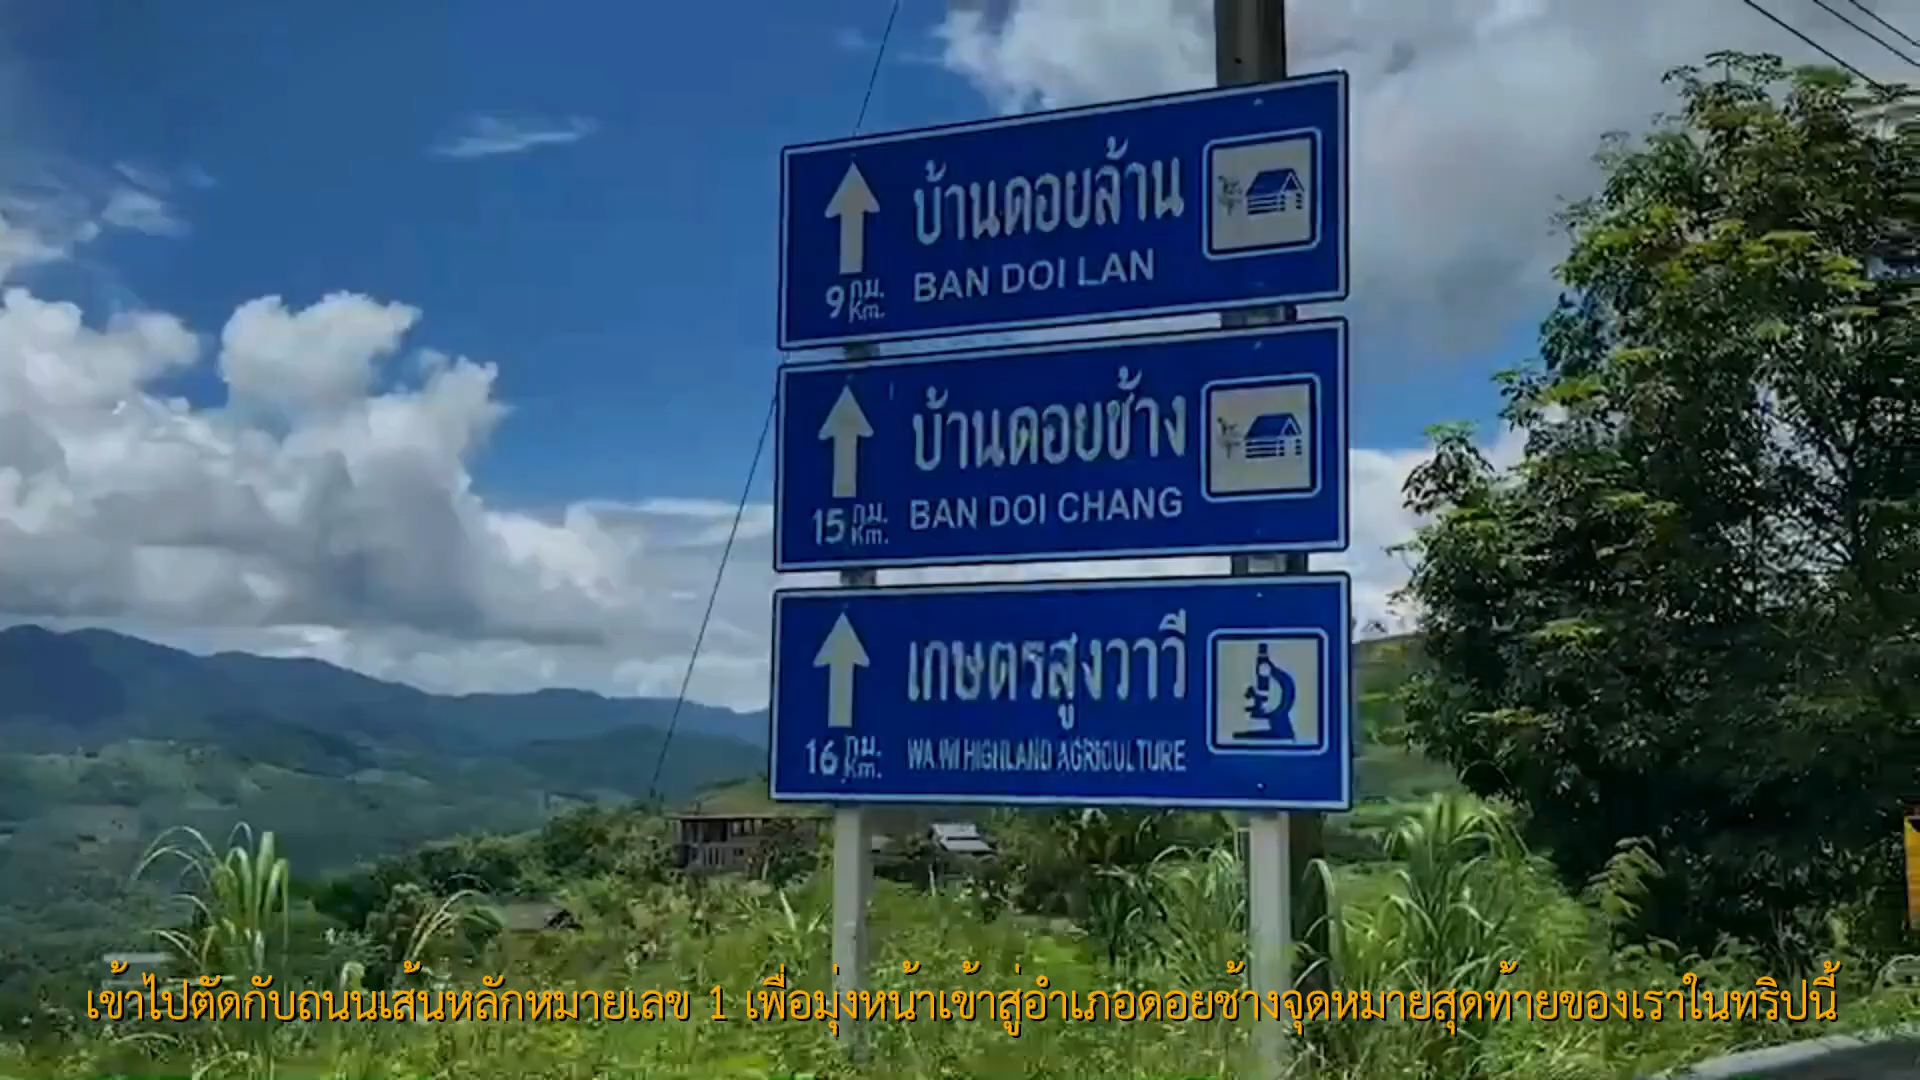 บ้านดอยล้าน
BAN DOI LAN
9 กม.
Km.
บ้านดอยช้าง
BAN DOI CHANG
15 กม.
Km.
เกษตรสูงวาวี
WA WI HIGHLAND AGRICULTURE
16 กม.
Km.
เข้าไปตัดกับถนนเส้นหลักหมายเลข 1 เพื่อมุ่งหน้าเข้าสู่อำเภอดอยช้างจุดหมายสุดท้ายของเราในทริปนี้